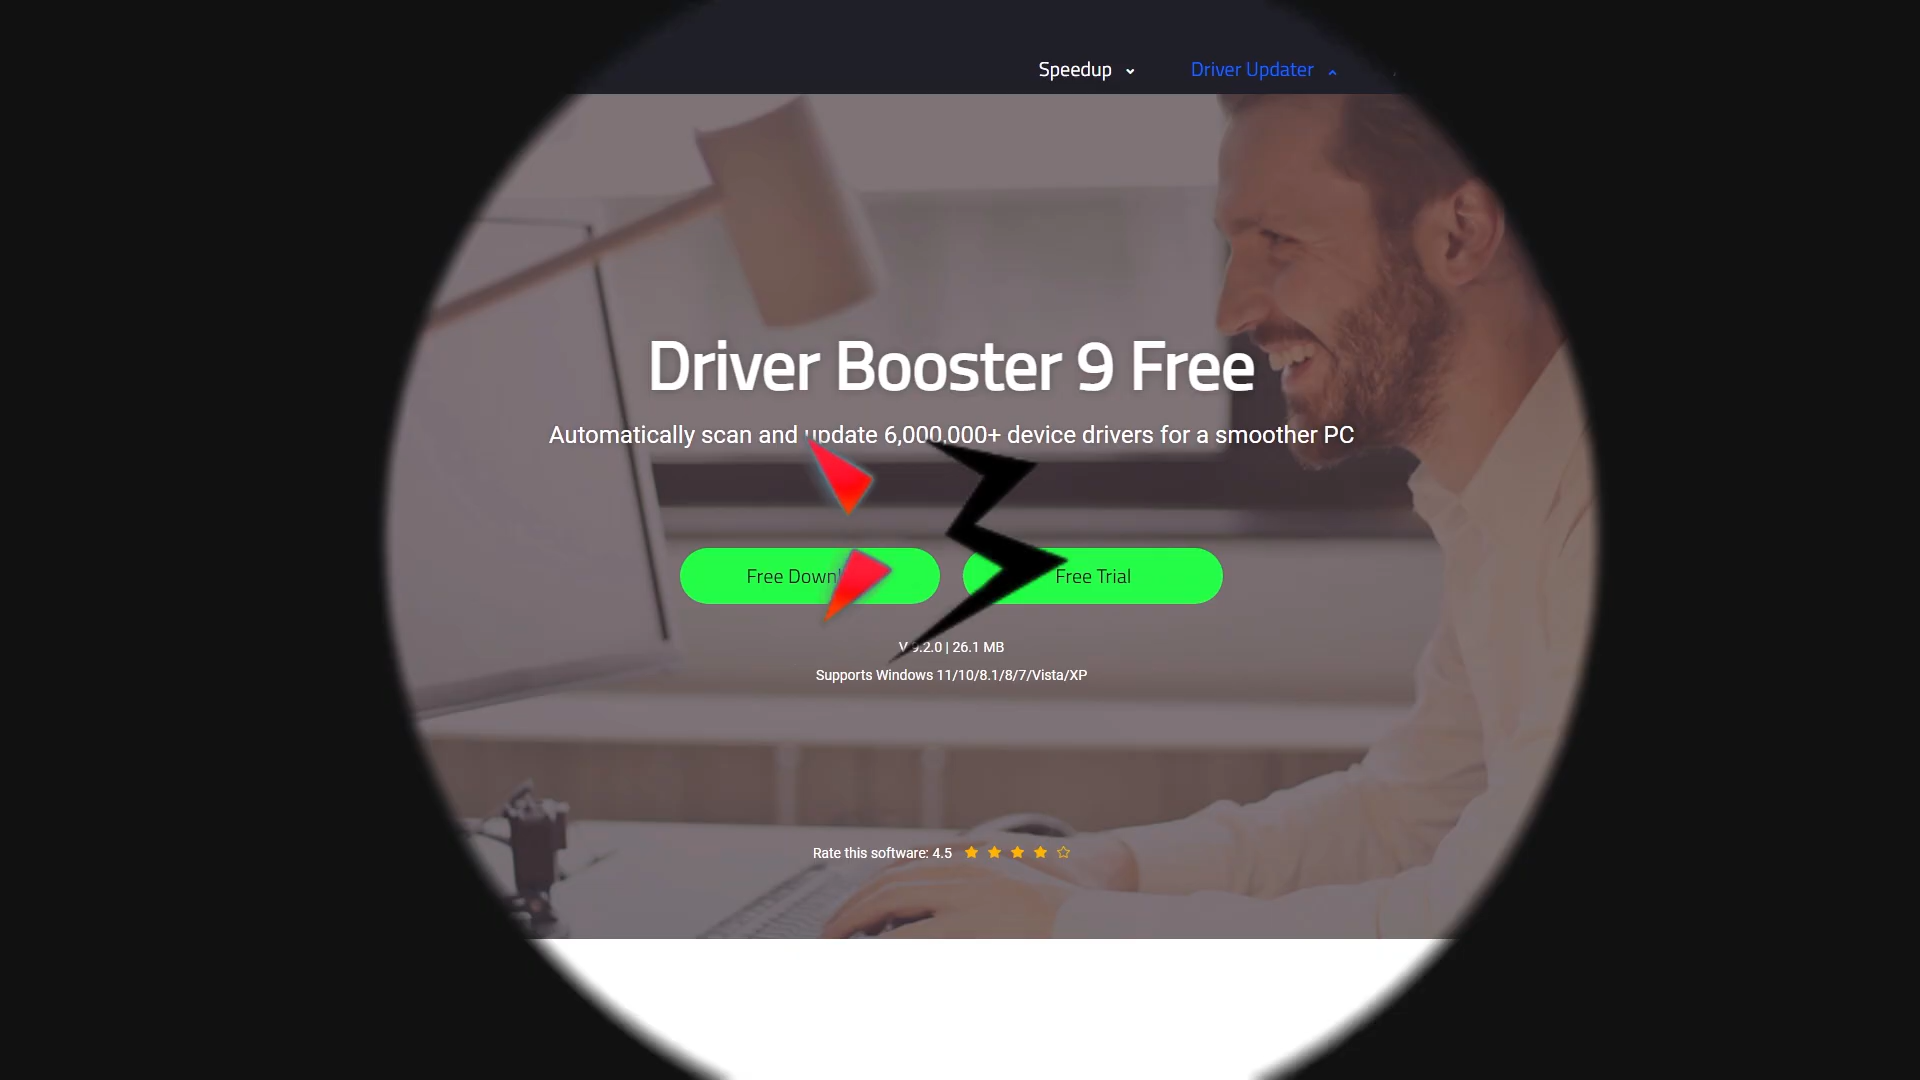 Speedup
Driver Updater
Driver Booster 9 Free
Automatically scan and update 6,000,000+ device drivers for a smoother PC
Free Trial
Free
9.2.0 | 26.1 MB
Supports Windows 11/10/8.1/8/7/Vista/XP
Rate this software: 4.5